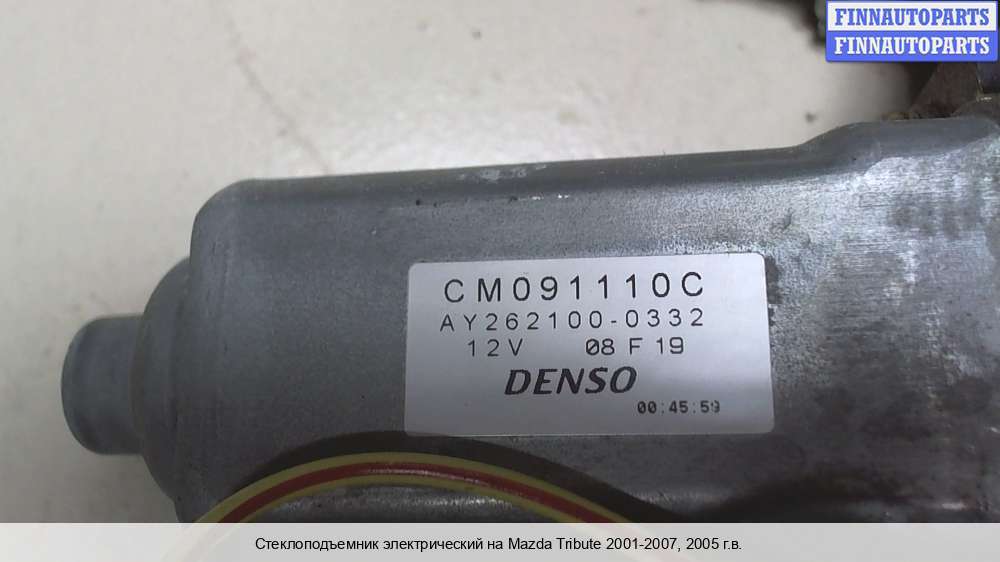 FINNAUTOPARTS
FINNAUTOPARTS
CM091110C
AY262100-0332
12V 08 F 19
DENSO
00:45:59
Стеклоподъемник электрический на Mazda Tribute 2001-2007, 2005 г.в.